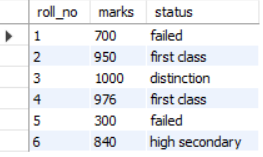 roll_no marks status
1 700 failed
2 950 first class
3 1000 distinction
4 976 first class
5 300 failed
6 840 high secondary